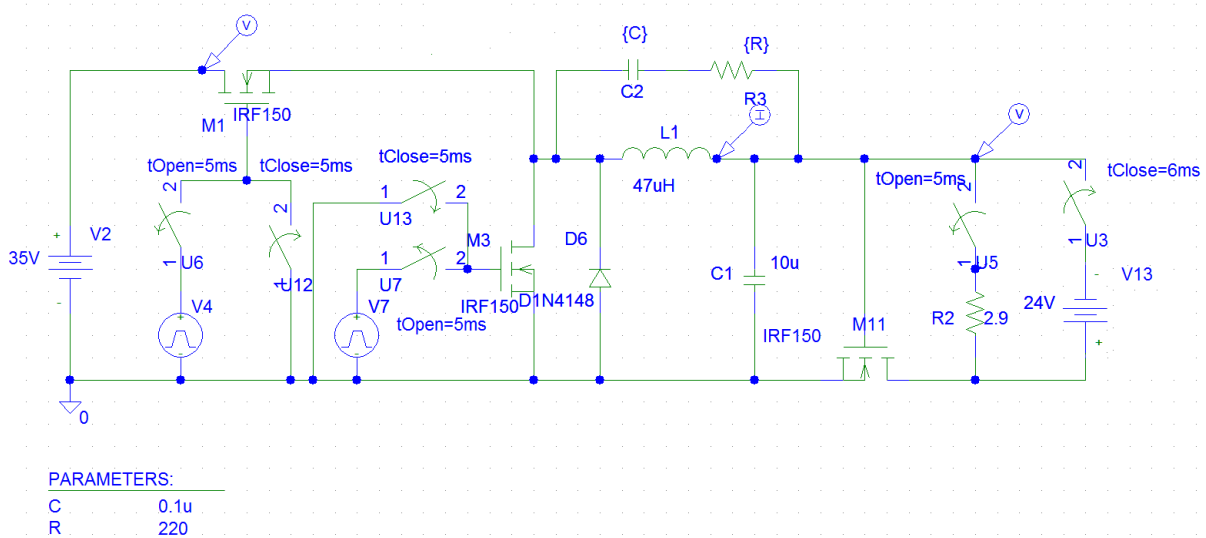 V
{C}
{R}
C2
R3
I
IRF150
M1
L1
V
tOpen=5ms
tClose=5ms
tClose=5ms
47uH
tOpen=5ms
2
tClose=6ms
2
2
1
2
U13
2
V2
+
35V
-
M3
D6
1
U6
1
U12
1
2
U7
C1
10u
1
U5
1
U3
-
V13
V4
V7
IRF150
D1N4148
tOpen=5ms
+
-
+
-
IRF150
M11
R2
2.9
24V
+
0
PARAMETERS:
C 0.1u
R 220